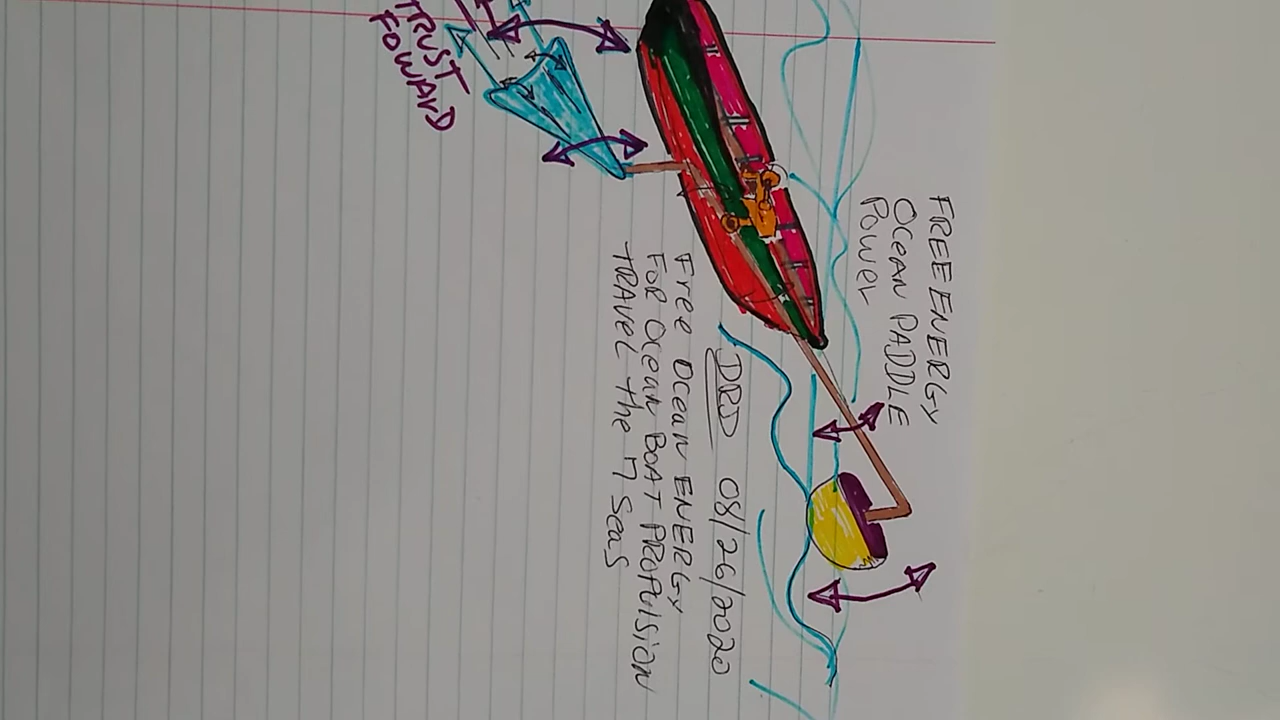 FREE ENERGY
OCEAN PADDLE
POWER
DRD 08/26/2020
Free OCEAN ENERGY
FOR OCEAN BOAT PROPULSION
TRAVEL the 7 SeaS
TRUST
FOWARD